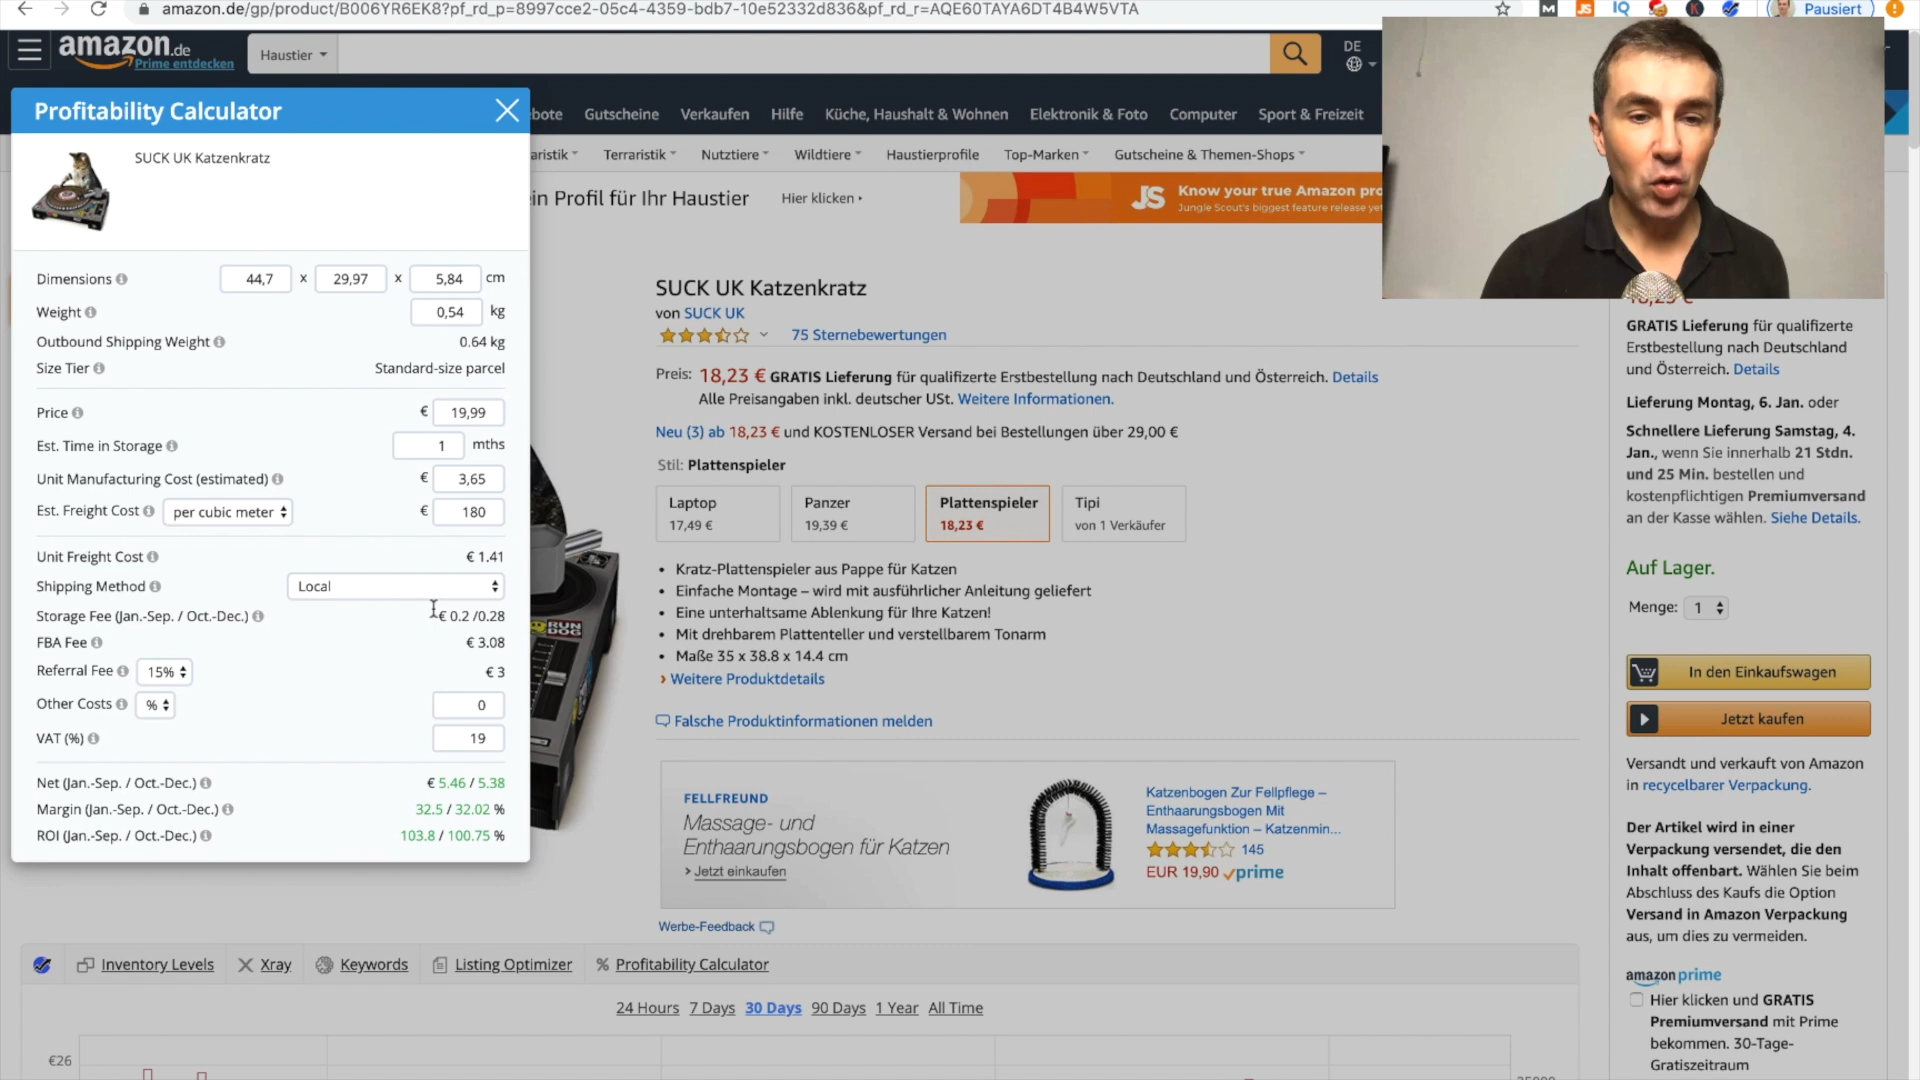 amazon.de/gp/product/B006YR6EK8?pf_rd_p=8997cce2-05c4-4359-bdb7-10e52332d836&pf_rd_r=AQE60TAYA6DT4B4W5VTA
M JS IQ K Pausiert
amazon.de
Prime entdecken
Haustier
DE
Gutscheine Verkaufen Hilfe Küche, Haushalt & Wohnen Elektronik & Foto Computer Sport & Freizeit
Terraristik Nutztiere Wildtiere Haustierprofile Top-Marken Gutscheine & Themen-Shops
in Profil für Ihr Haustier Hier klicken
JS Know your true Amazon
Jungle Scout's biggest feature release
Profitability Calculator
SUCK UK Katzenkratz
Dimensions 44,7 x 29,97 x 5,84 cm
Weight 0,54 kg
Outbound Shipping Weight 0.64 kg
Size Tier Standard-size parcel
Price € 19,99
Est. Time in Storage 1 mths
Unit Manufacturing Cost (estimated) € 3,65
Est. Freight Cost per cubic meter € 180
Unit Freight Cost € 1.41
Shipping Method Local
Storage Fee (Jan.-Sep. / Oct.-Dec.) € 0.2 /0.28
FBA Fee € 3.08
Referral Fee 15% € 3
Other Costs % 0
VAT (%) 19
Net (Jan.-Sep. / Oct.-Dec.) € 5.46 / 5.38
Margin (Jan.-Sep. / Oct.-Dec.) 32.5 / 32.02 %
ROI (Jan.-Sep. / Oct.-Dec.) 103.8 / 100.75 %
RUN
DOG
SUCK UK Katzenkratz
von SUCK UK
75 Sternebewertungen
Preis: 18,23 € GRATIS Lieferung für qualifizierte Erstbestellung nach Deutschland und Österreich. Details
Alle Preisangaben inkl. deutscher USt. Weitere Informationen.
Neu (3) ab 18,23 € und KOSTENLOSER Versand bei Bestellungen über 29,00 €
Stil: Plattenspieler
Laptop
17,49 €
Panzer
19,39 €
Plattenspieler
18,23 €
Tipi
von 1 Verkäufer
• Kratz-Plattenspieler aus Pappe für Katzen
• Einfache Montage – wird mit ausführlicher Anleitung geliefert
• Eine unterhaltsame Ablenkung für Ihre Katzen!
• Mit drehbarem Plattenteller und verstellbarem Tonarm
• Maße 35 x 38.8 x 14.4 cm
› Weitere Produktdetails
Falsche Produktinformationen melden
FELLFREUND
Massage- und
Enthaarungsbogen für Katzen
› Jetzt einkaufen
Katzenbogen Zur Fellpflege –
Enthaarungsbogen Mit
Massagefunktion – Katzenmin...
145
EUR 19,90 prime
Werbe-Feedback
18,23 €
GRATIS Lieferung für qualifizierte
Erstbestellung nach Deutschland
und Österreich. Details
Lieferung Montag, 6. Jan. oder
Schnellere Lieferung Samstag, 4.
Jan., wenn Sie innerhalb 21 Stdn.
und 25 Min. bestellen und
kostenpflichtigen Premiumversand
an der Kasse wählen. Siehe Details.
Auf Lager.
Menge: 1
In den Einkaufswagen
Jetzt kaufen
Versandt und verkauft von Amazon
in recycelbarer Verpackung.
Der Artikel wird in einer
Verpackung versendet, die den
Inhalt offenbart. Wählen Sie beim
Abschluss des Kaufs die Option
Versand in Amazon Verpackung
aus, um dies zu vermeiden.
amazon prime
Hier klicken und GRATIS
Premiumversand mit Prime
bekommen. 30-Tage-
Gratiszeitraum
Inventory Levels Xray Keywords Listing Optimizer % Profitability Calculator
24 Hours 7 Days 30 Days 90 Days 1 Year All Time
€26